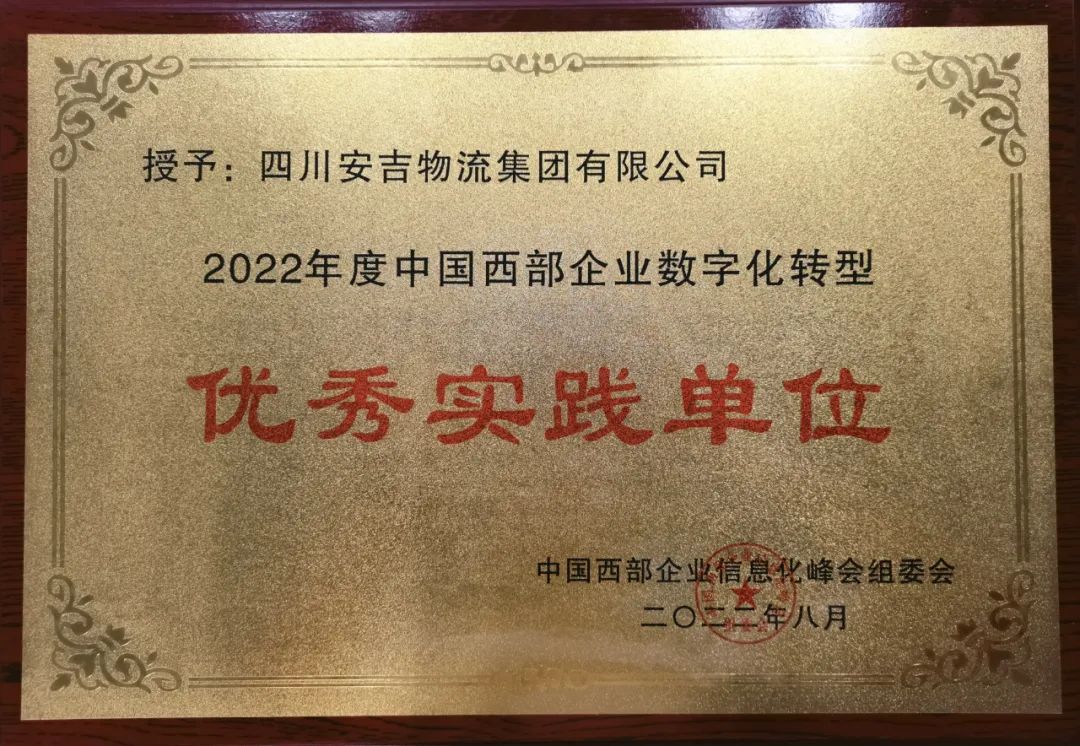 授予：四川安吉物流集团有限公司
2022年度中国西部企业数字化转型
优秀实践单位
中国西部企业信息化峰会组委会
二〇二二年八月